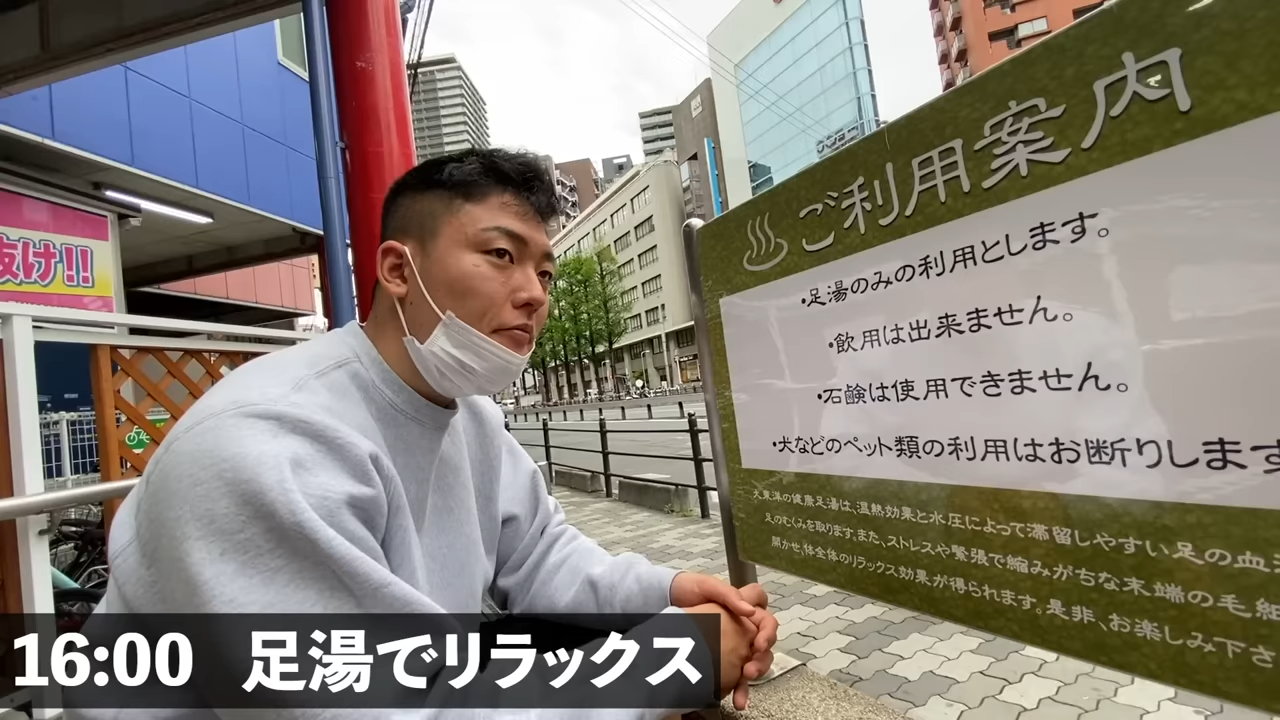 抜け!!
ご利用案内
・足湯のみの利用とします。
・飲用は出来ません。
・石鹸は使用できません。
・犬などのペット類の利用はお断りします
大東洋の健康足湯は、温熱効果と水圧によって滞留しやすい足の血
足のむくみを取ります。また、ストレスや緊張で縮みがちな末端の毛細
開かせ、体全体のリラックス効果が得られます。是非、お楽しみ下さ
16:00 足湯でリラックス